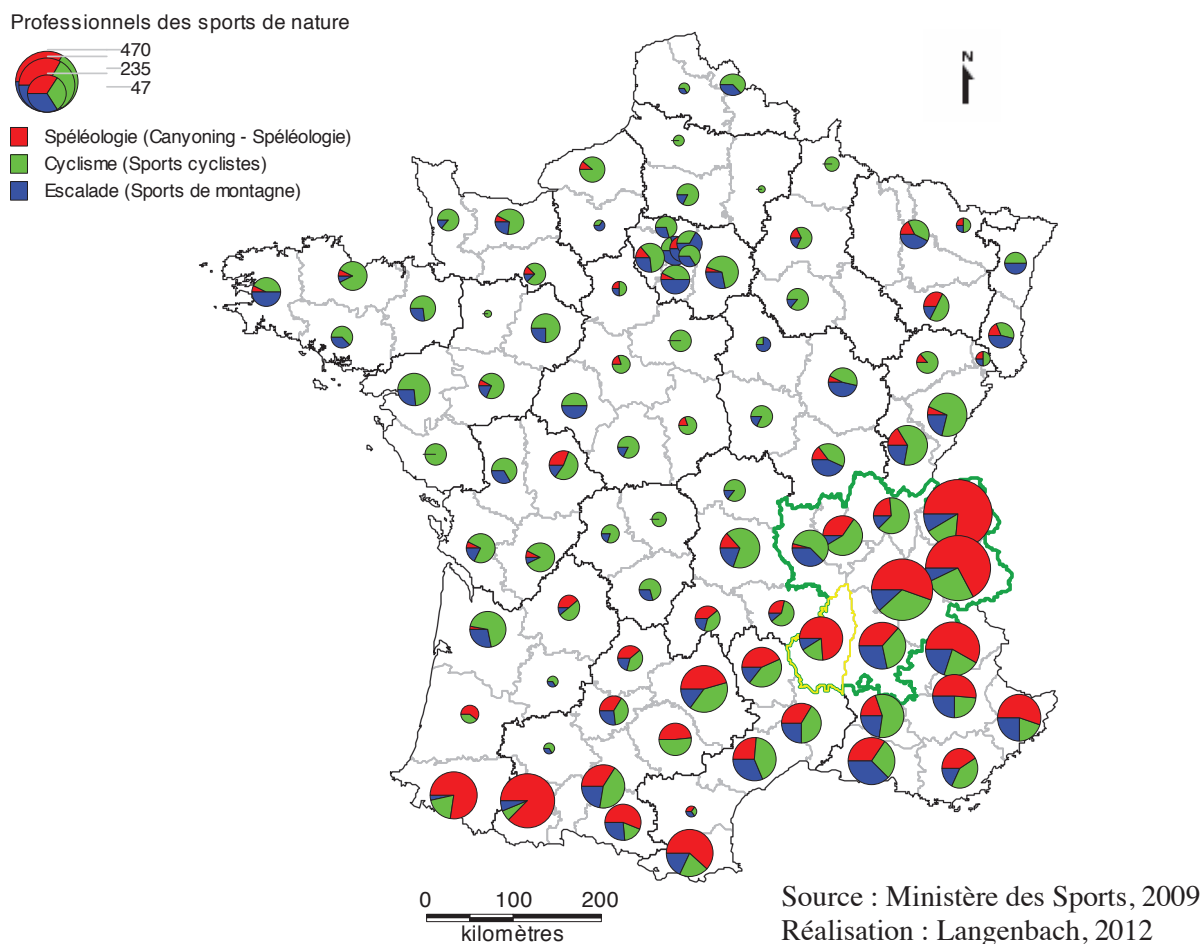 Professionnels des sports de nature
470
235
47
Spéléologie (Canyoning - Spéléologie)
Cyclisme (Sports cyclistes)
Escalade (Sports de montagne)
N
0 100 200
kilomètres
Source : Ministère des Sports, 2009
Réalisation : Langenbach, 2012